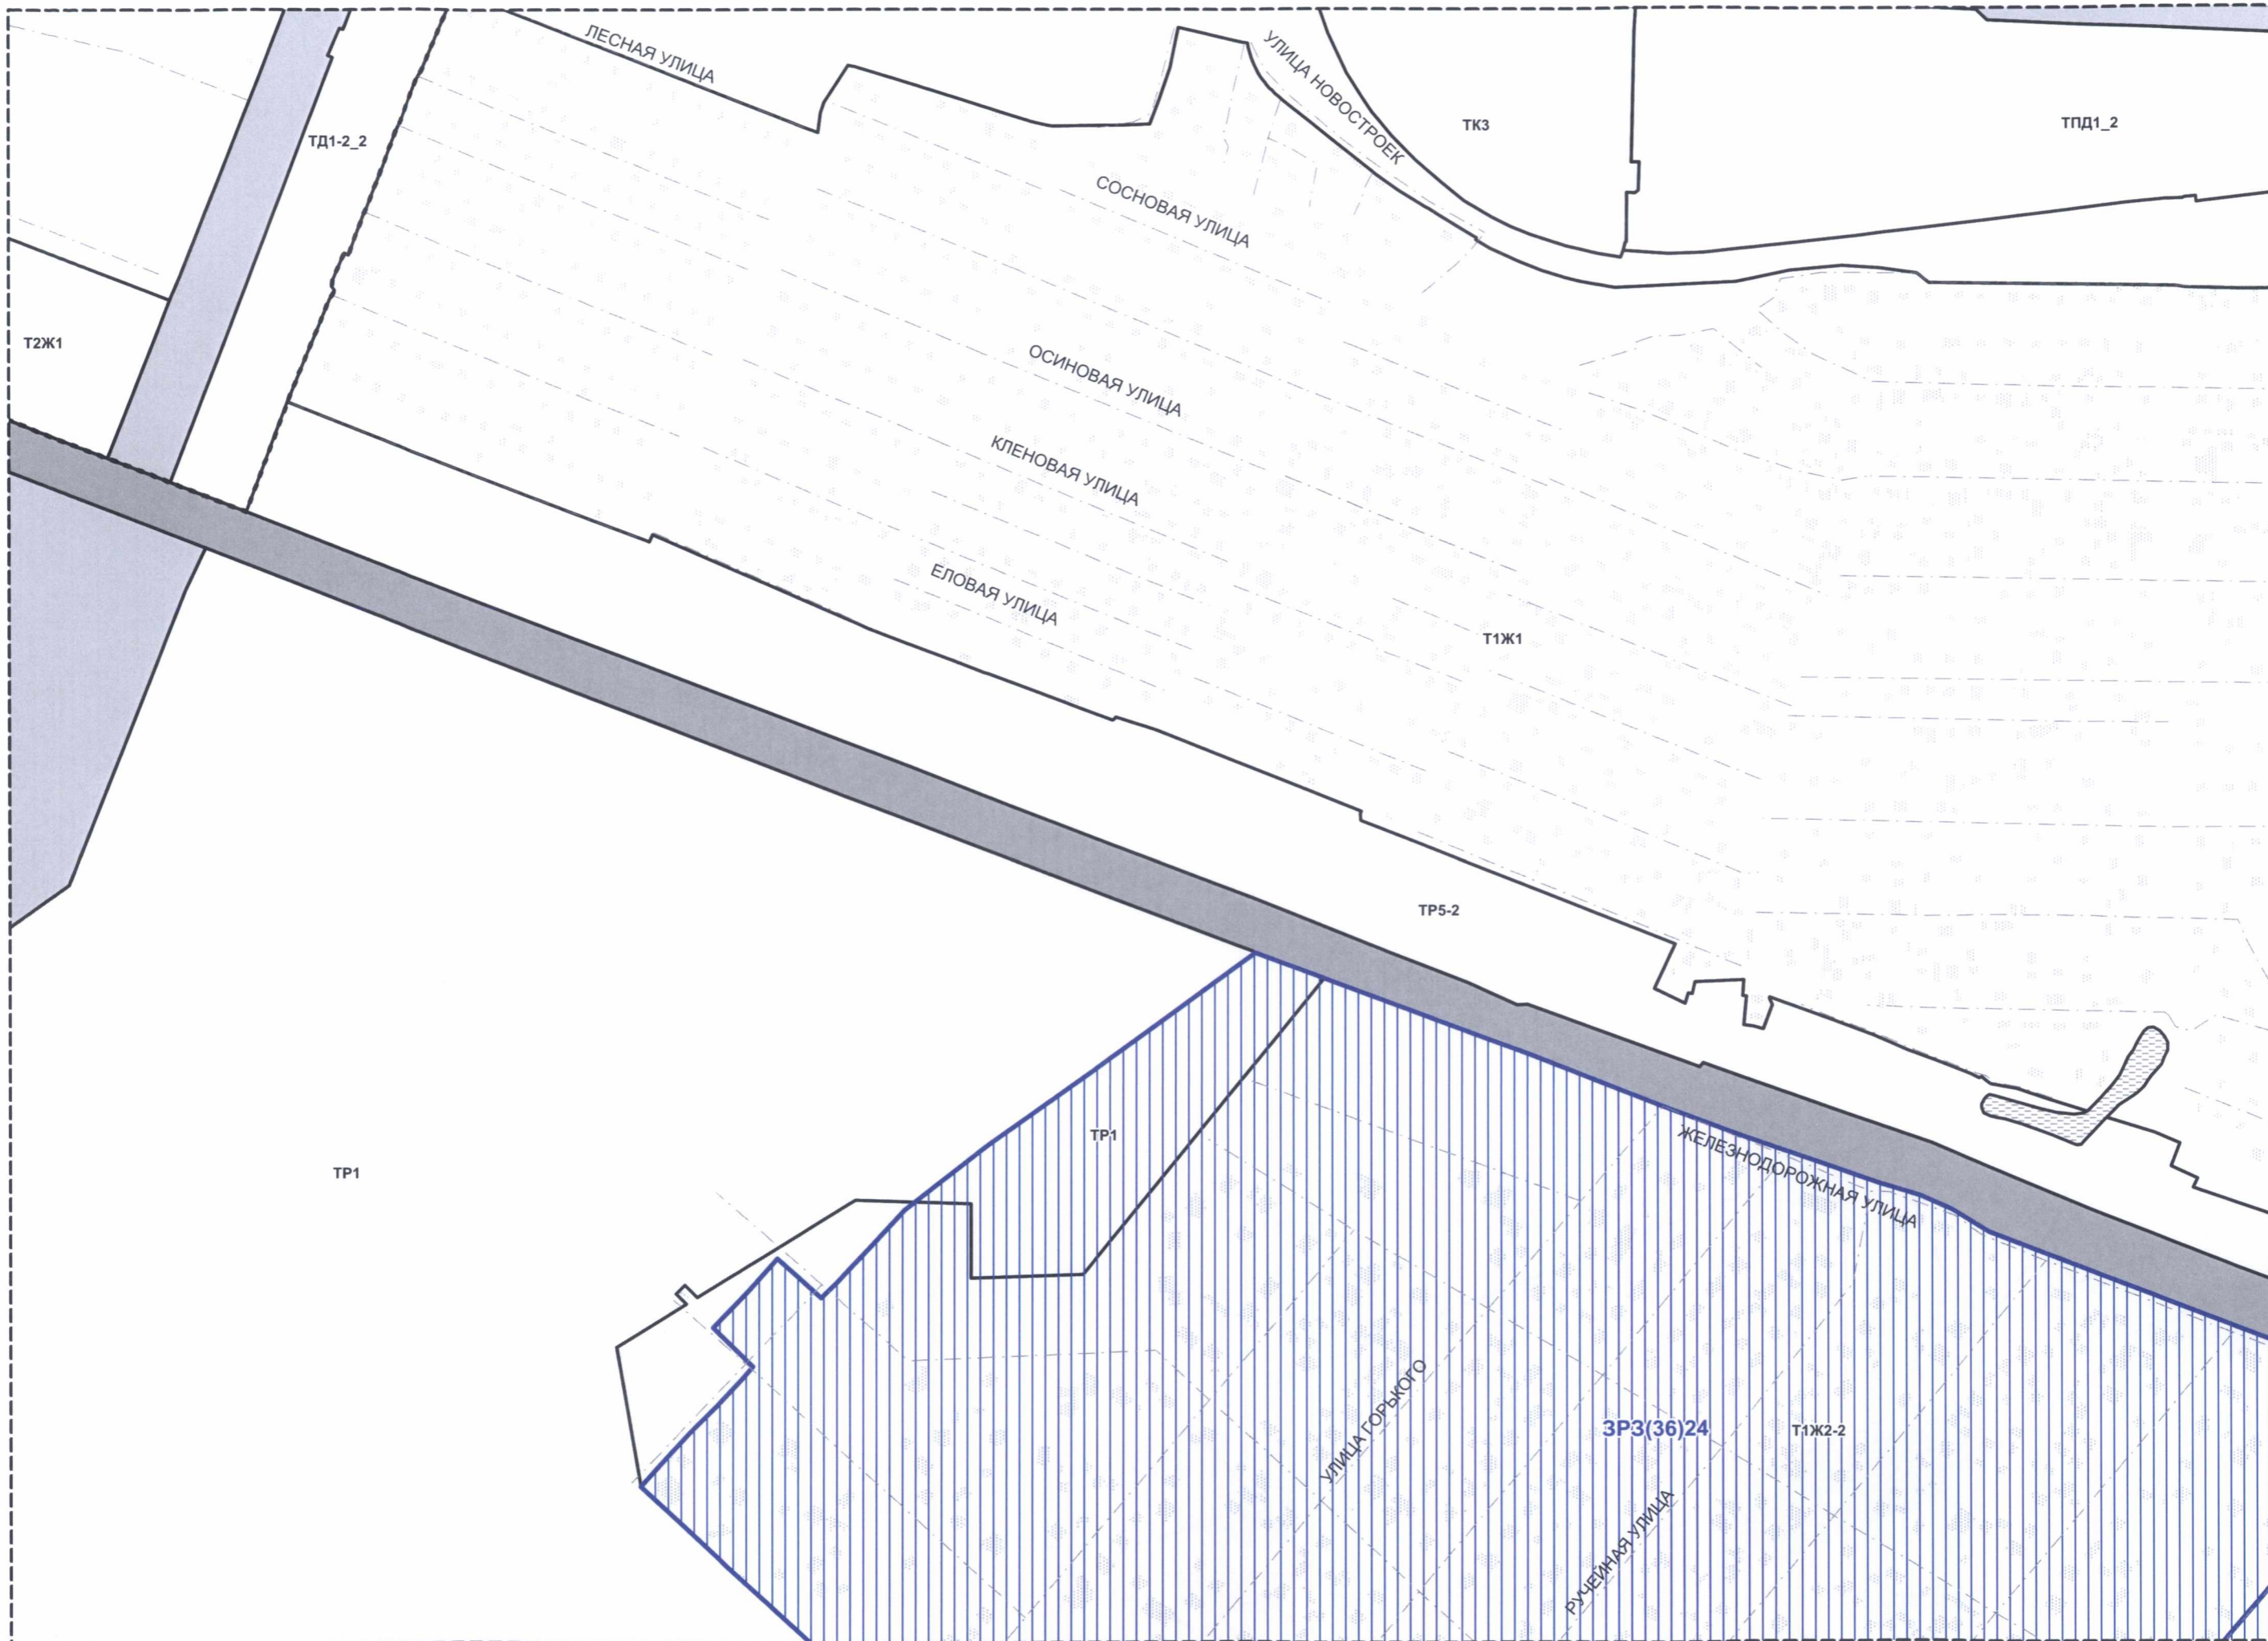 ЛЕСНАЯ УЛИЦА
УЛИЦА НОВОСТРОЕК
ТК3
ТПД1_2
ТД1-2_2
СОСНОВАЯ УЛИЦА
Т2Ж1
ОСИНОВАЯ УЛИЦА
КЛЕНОВАЯ УЛИЦА
ЕЛОВАЯ УЛИЦА
Т1Ж1
ТР5-2
ТР1
ЖЕЛЕЗНОДОРОЖНАЯ УЛИЦА
ТР1
УЛИЦА ГОРЬКОГО
ЗРЗ(36)24
Т1Ж2-2
РУЧЕЙНАЯ УЛИЦА